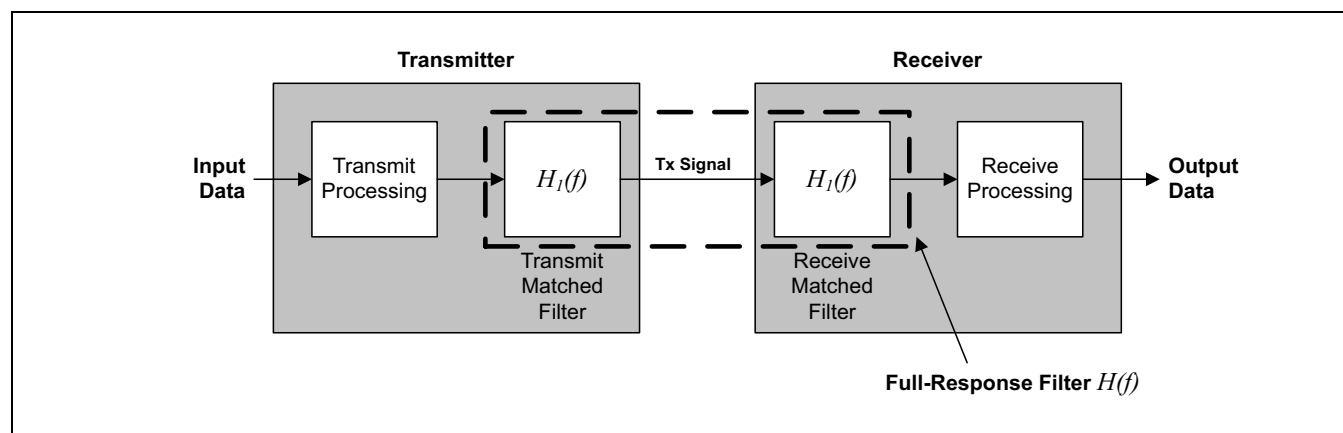 Transmitter
Receiver
Input
Data
Transmit
Processing
H₁(f)
Tx Signal
H₁(f)
Receive
Processing
Output
Data
Transmit
Matched
Filter
Receive
Matched
Filter
Full-Response Filter H(f)